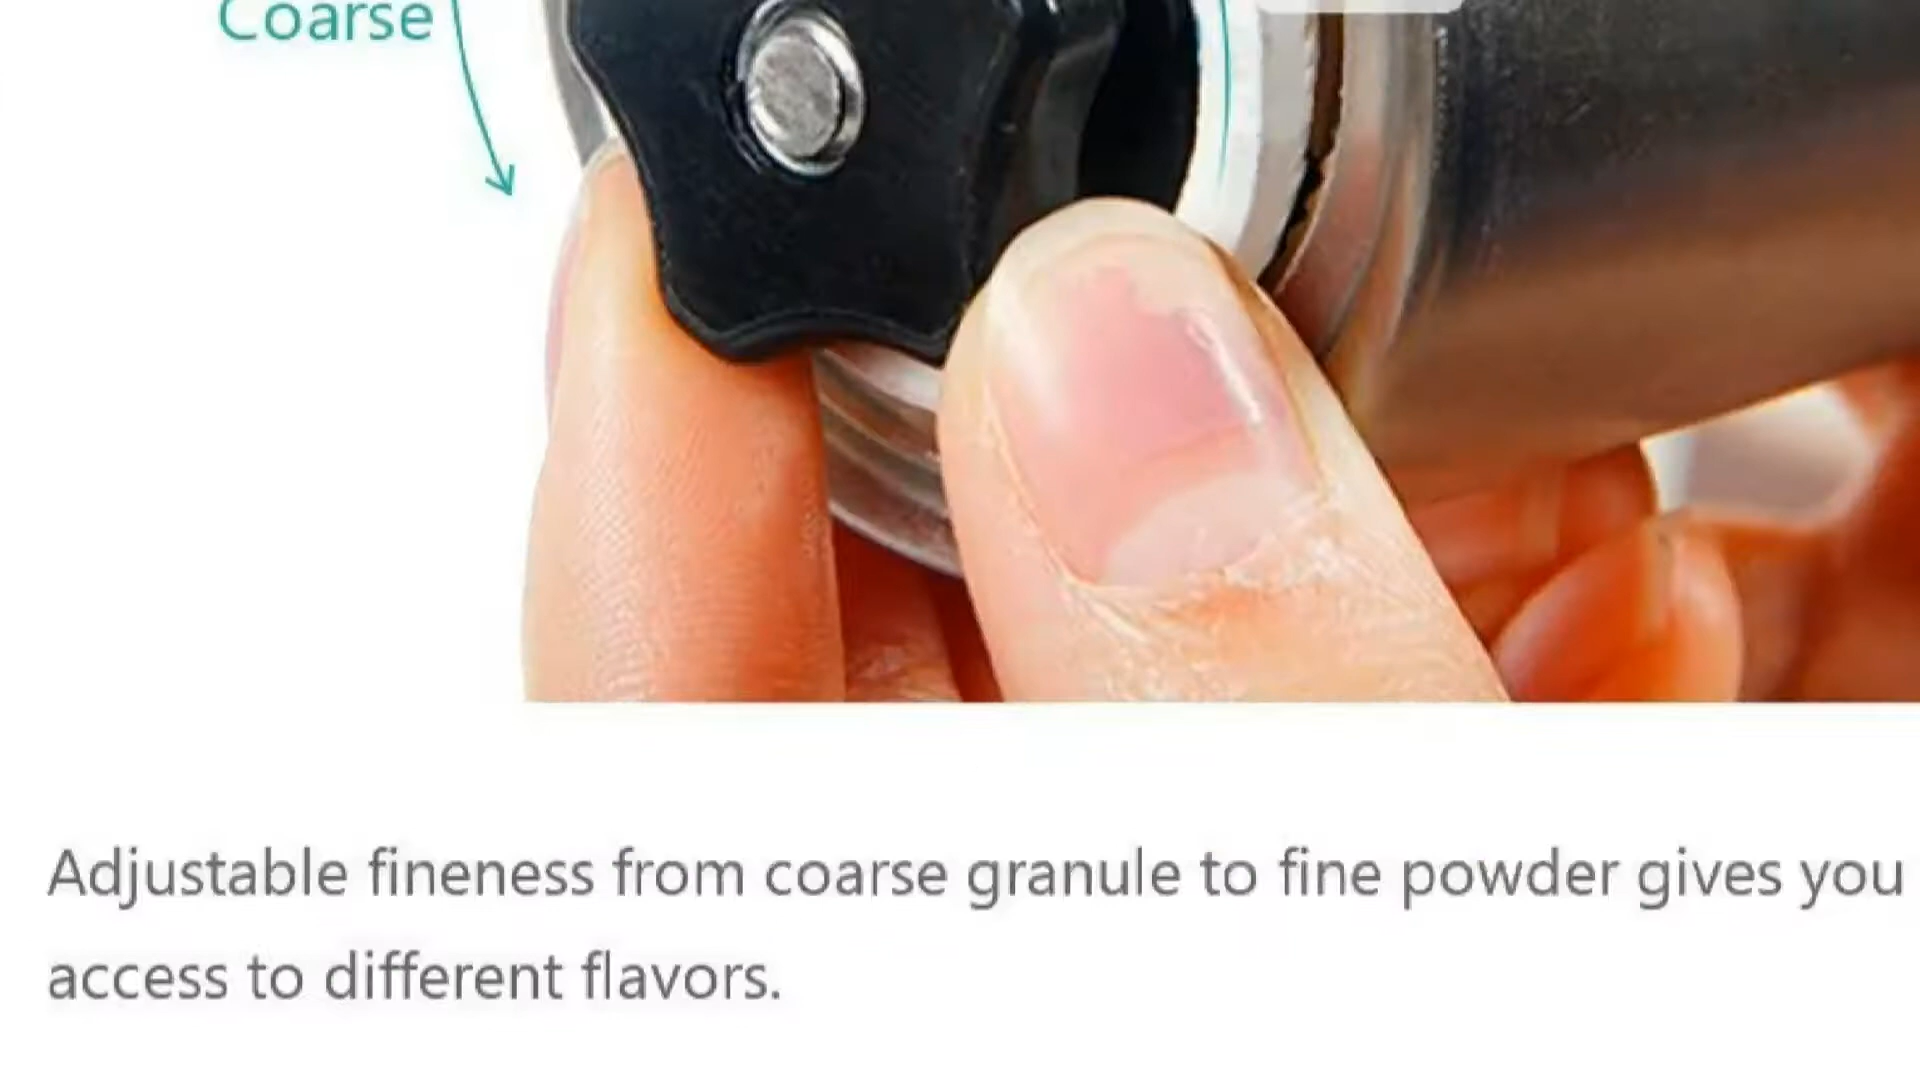 Coarse
Adjustable fineness from coarse granule to fine powder gives you
access to different flavors.